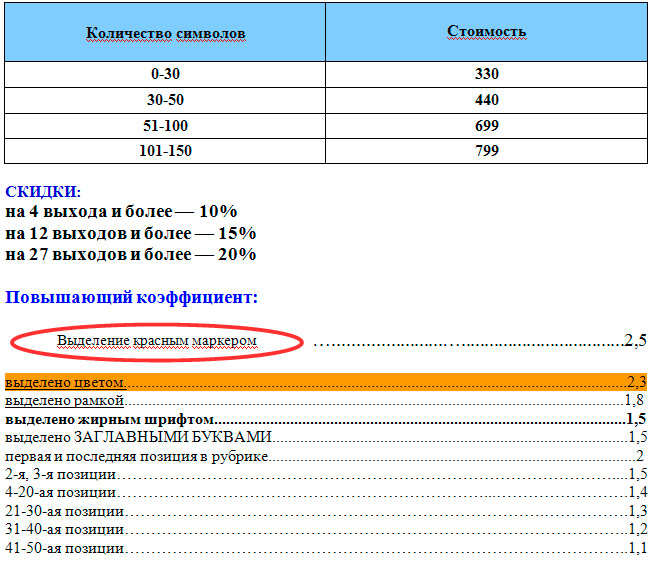 Количество символов Стоимость
0-30 330
30-50 440
51-100 699
101-150 799
СКИДКИ:
на 4 выхода и более — 10%
на 12 выходов и более — 15%
на 27 выходов и более — 20%
Повышающий коэффициент:
Выделение красным маркером ….........................…....................................2,5
выделено цветом.....................................................................................2,3
выделено рамкой.....................................................................................1,8
выделено жирным шрифтом.....................................................................................1,5
выделено ЗАГЛАВНЫМИ БУКВАМИ.....................................................................................1,5
первая и последняя позиция в рубрике.....................................................................................2
2-я, 3-я позиции…………………………………………………………………………...1,5
4-20-ая позиции…………………………………………………………………………...1,4
21-30-ая позиции…………………………………………………………………………..1,3
31-40-ая позиции…………………………………………………………………………..1,2
41-50-ая позиции…………………………………………………………………………..1,1